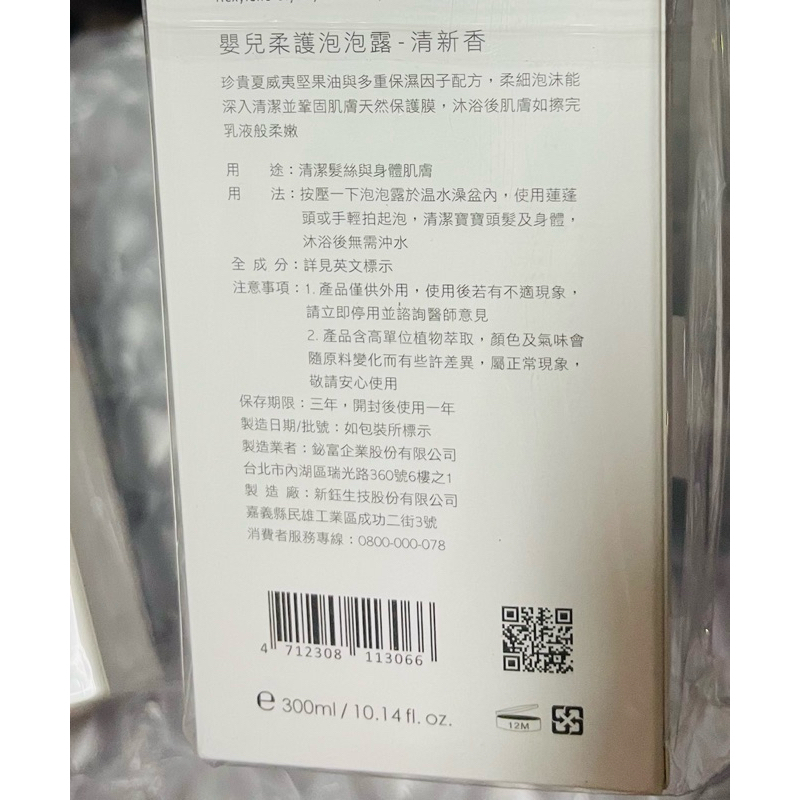 嬰兒柔護泡泡露-清新香
珍貴夏威夷堅果油與多重保濕因子配方，柔細泡沫能
深入清潔並鞏固肌膚天然保護膜，沐浴後肌膚如擦完
乳液般柔嫩
用 途：清潔髮絲與身體肌膚
用 法：按壓一下泡泡露於温水澡盆內，使用蓮蓬
頭或手輕拍起泡，清潔寶寶頭髮及身體，
沐浴後無需沖水
全 成 分：詳見英文標示
注意事項：1. 產品僅供外用，使用後若有不適現象，
請立即停用並諮詢醫師意見
2. 產品含高單位植物萃取，顏色及氣味會
隨原料變化而有些許差異，屬正常現象，
敬請安心使用
保存期限：三年，開封後使用一年
製造日期/批號：如包裝所標示
製造業者：鉍富企業股份有限公司
台北市內湖區瑞光路360號6樓之1
製 造 廠：新鈺生技股份有限公司
嘉義縣民雄工業區成功二街3號
消費者服務專線：0800-000-078
4 712308 113066
e 300ml / 10.14 fl. oz.
12M